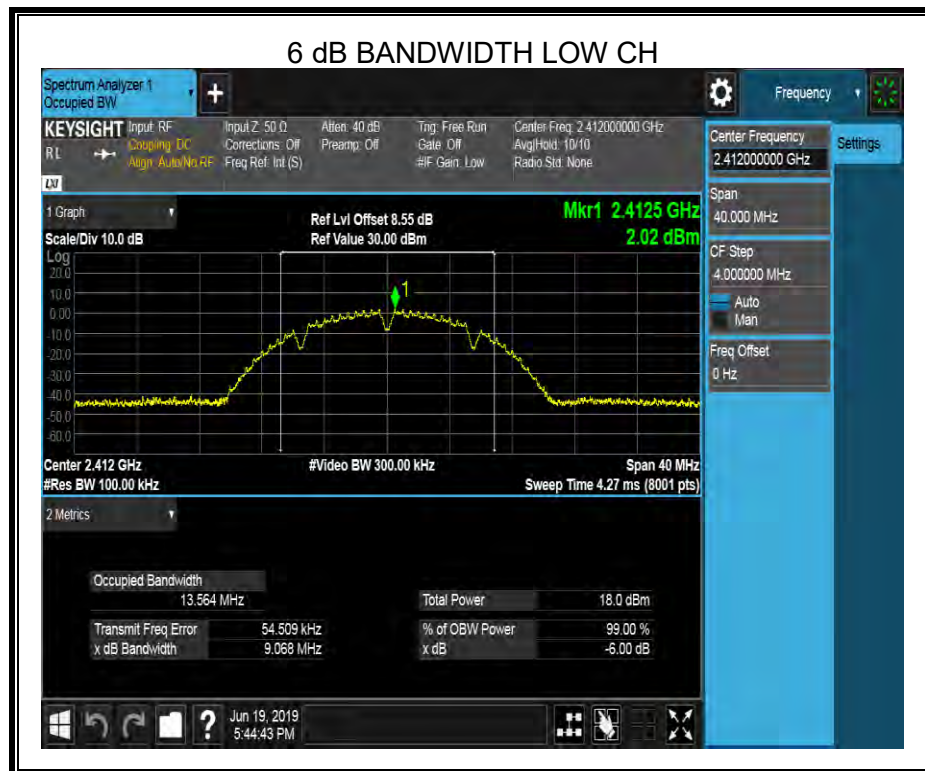 6 dB BANDWIDTH LOW CH
Spectrum Analyzer 1
Occupied BW
+
Frequency
KEYSIGHT
RL
LXI
Input: RF
Coupling: DC
Align: Auto/No RF
Input Z: 50 Ω
Corrections: Off
Freq Ref: Int (S)
Atten: 40 dB
Preamp: Off
Trig: Free Run
Gate: Off
#IF Gain: Low
Center Freq: 2.412000000 GHz
Avg|Hold: 10/10
Radio Std: None
Center Frequency
2.412000000 GHz
Settings
Span
40.000 MHz
CF Step
4.000000 MHz
Auto
Man
Freq Offset
0 Hz
1 Graph
Scale/Div 10.0 dB
Ref Lvl Offset 8.55 dB
Ref Value 30.00 dBm
Mkr1 2.4125 GHz
2.02 dBm
Log
20.0
10.0
0.00
-10.0
-20.0
-30.0
-40.0
-50.0
-60.0
1
Center 2.412 GHz
#Res BW 100.00 kHz
#Video BW 300.00 kHz
Span 40 MHz
Sweep Time 4.27 ms (8001 pts)
2 Metrics
Occupied Bandwidth
13.564 MHz
Total Power 18.0 dBm
Transmit Freq Error 54.509 kHz
% of OBW Power 99.00 %
x dB Bandwidth 9.068 MHz
x dB -6.00 dB
?
Jun 19, 2019
5:44:43 PM